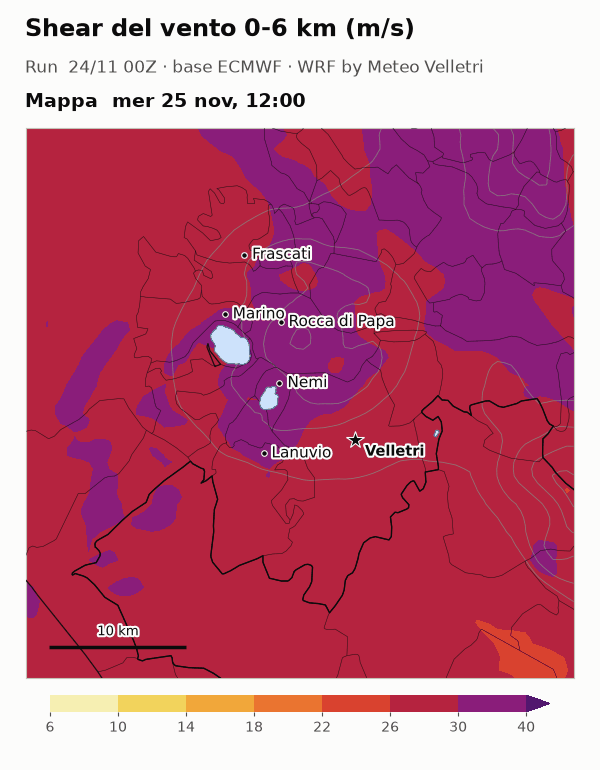 Shear del vento 0-6 km (m/s)
Run  24/11 00Z · base ECMWF · WRF by Meteo Velletri
Mappa  mer 25 nov, 12:00
Frascati
Marino
Rocca di Papa
Nemi
Velletri
Lanuvio
10 km
6 10 14 18 22 26 30 40